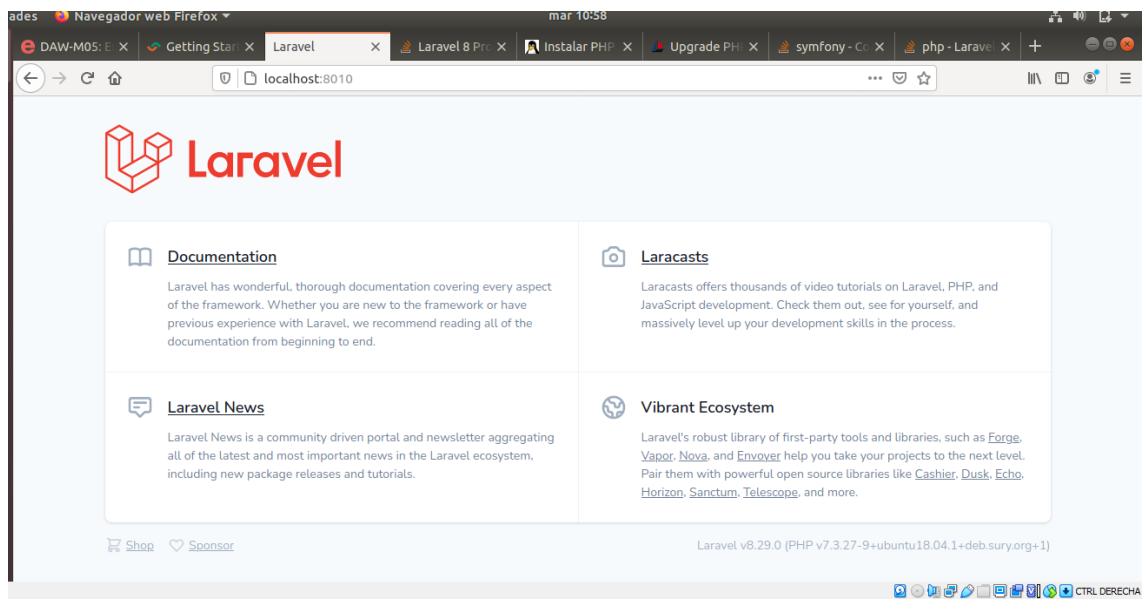 ades Navegador web Firefox mar 10:58
DAW-M05: E Getting Star Laravel Laravel 8 Pro Instalar PHP Upgrade PH symfony - Co php - Laravel
localhost:8010
Laravel
Documentation
Laravel has wonderful, thorough documentation covering every aspect
of the framework. Whether you are new to the framework or have
previous experience with Laravel, we recommend reading all of the
documentation from beginning to end.
Laracasts
Laracasts offers thousands of video tutorials on Laravel, PHP, and
JavaScript development. Check them out, see for yourself, and
massively level up your development skills in the process.
Laravel News
Laravel News is a community driven portal and newsletter aggregating
all of the latest and most important news in the Laravel ecosystem,
including new package releases and tutorials.
Vibrant Ecosystem
Laravel's robust library of first-party tools and libraries, such as Forge,
Vapor, Nova, and Envoyer help you take your projects to the next level.
Pair them with powerful open source libraries like Cashier, Dusk, Echo,
Horizon, Sanctum, Telescope, and more.
Shop Sponsor Laravel v8.29.0 (PHP v7.3.27-9+ubuntu18.04.1+deb.sury.org+1)
CTRL DERECHA